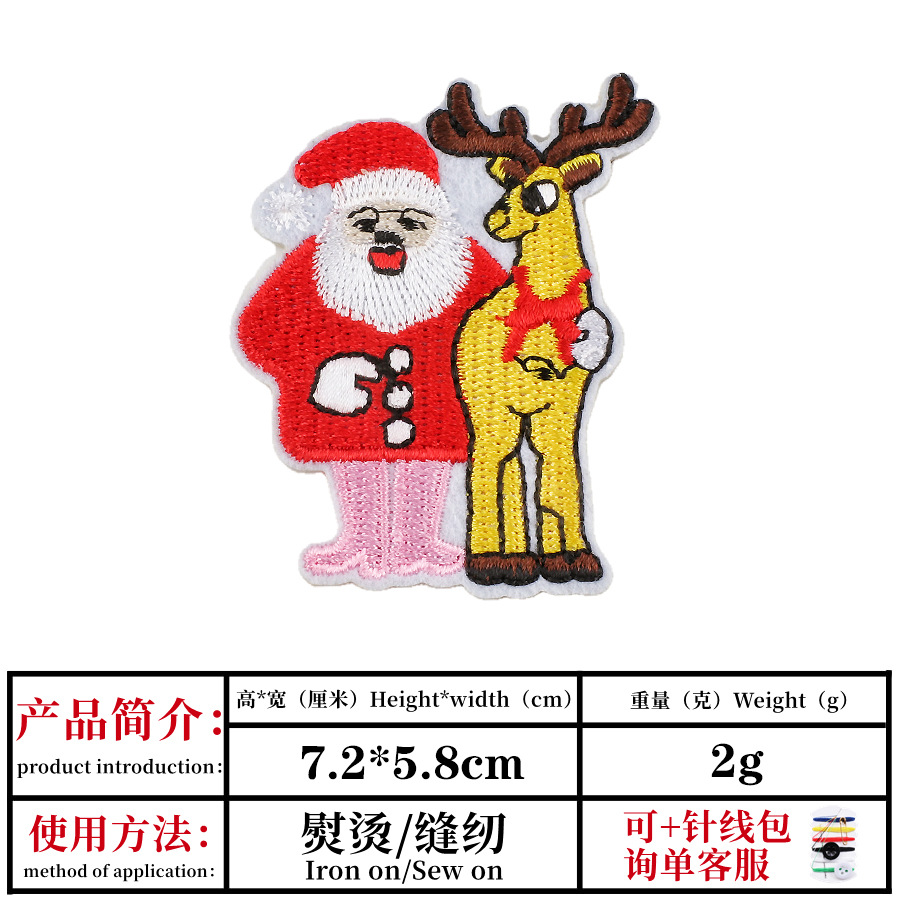 产品简介：
product introduction:
高*宽（厘米）Height*width（cm）
重量（克）Weight（g）
7.2*5.8cm
2g
使用方法：
method of application：
熨烫/缝纫
Iron on/Sew on
可+针线包
询单客服